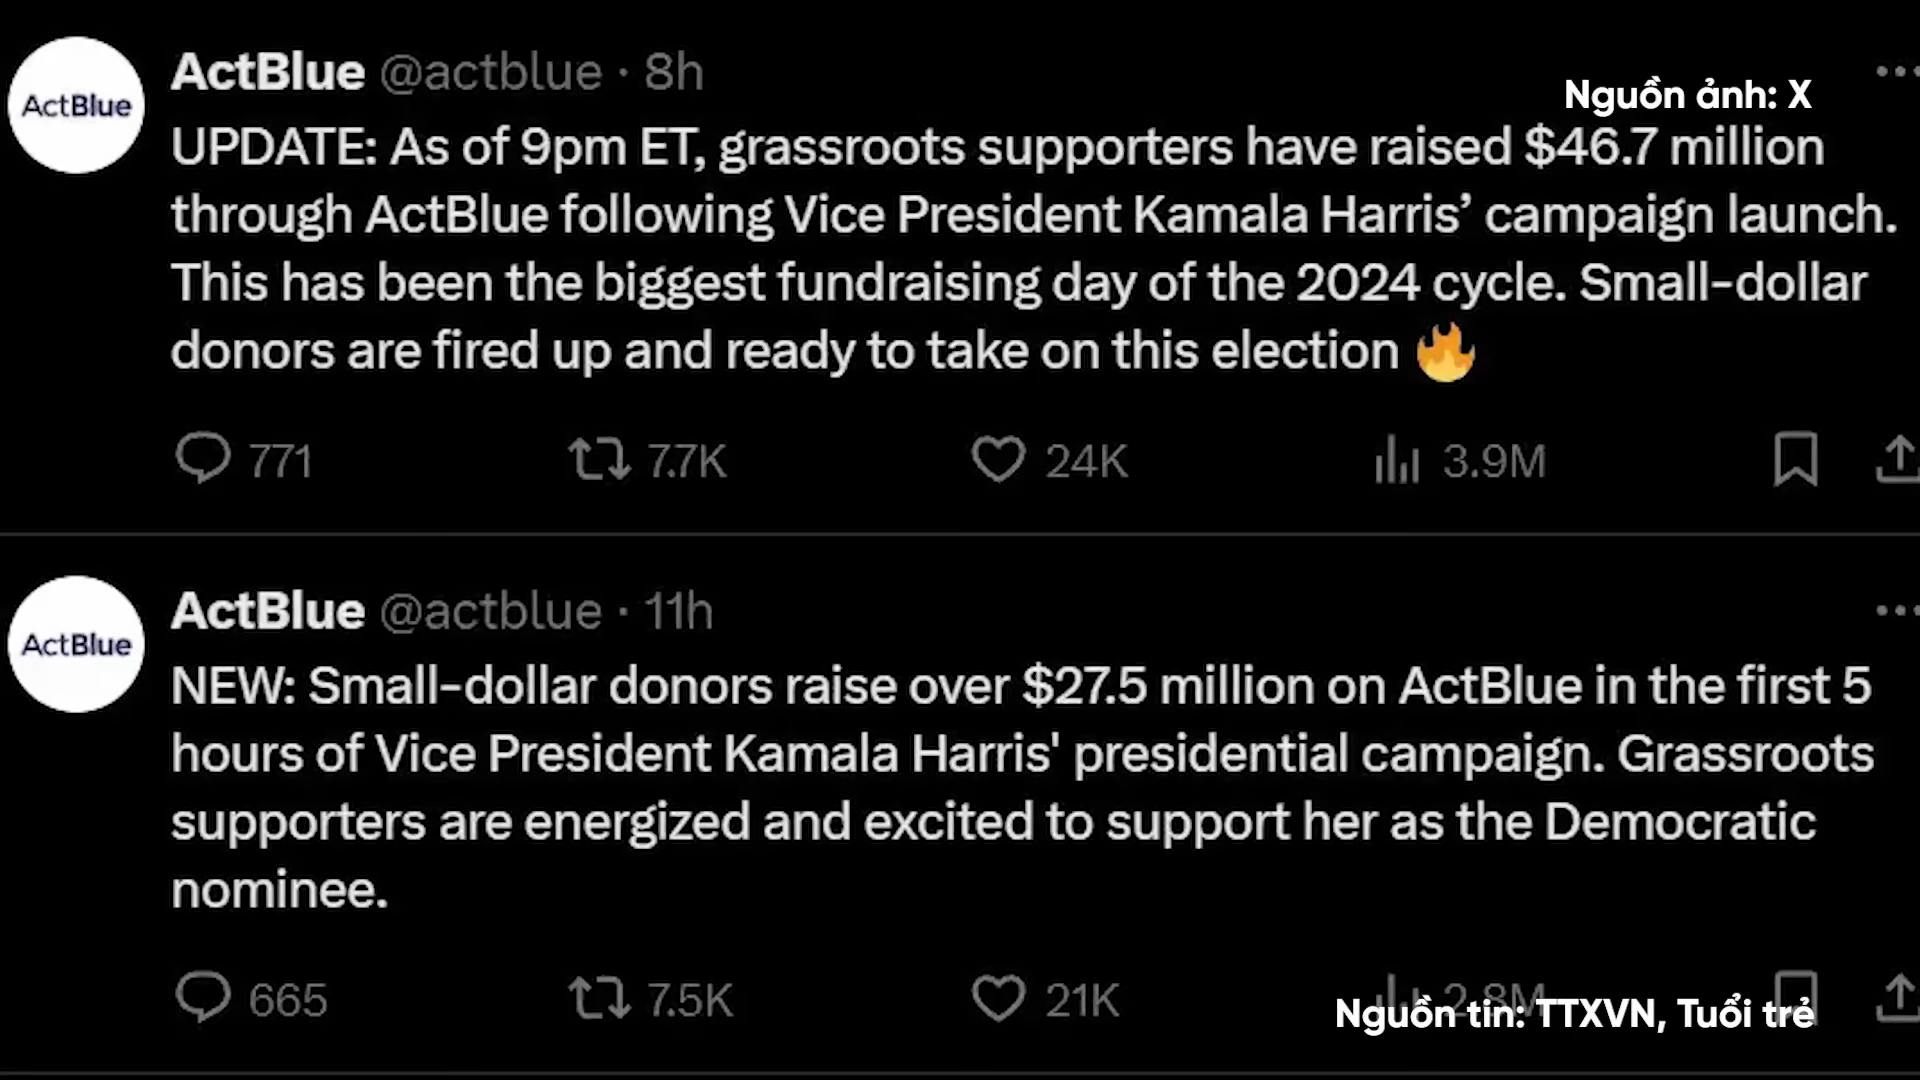 ActBlue @actblue · 8h
Nguồn ảnh: X
ActBlue
UPDATE: As of 9pm ET, grassroots supporters have raised $46.7 million
through ActBlue following Vice President Kamala Harris’ campaign launch.
This has been the biggest fundraising day of the 2024 cycle. Small-dollar
donors are fired up and ready to take on this election 🔥
771 7.7K 24K 3.9M
ActBlue @actblue · 11h
ActBlue
NEW: Small-dollar donors raise over $27.5 million on ActBlue in the first 5
hours of Vice President Kamala Harris' presidential campaign. Grassroots
supporters are energized and excited to support her as the Democratic
nominee.
665 7.5K 21K 2.8M
Nguồn tin: TTXVN, Tuổi trẻ